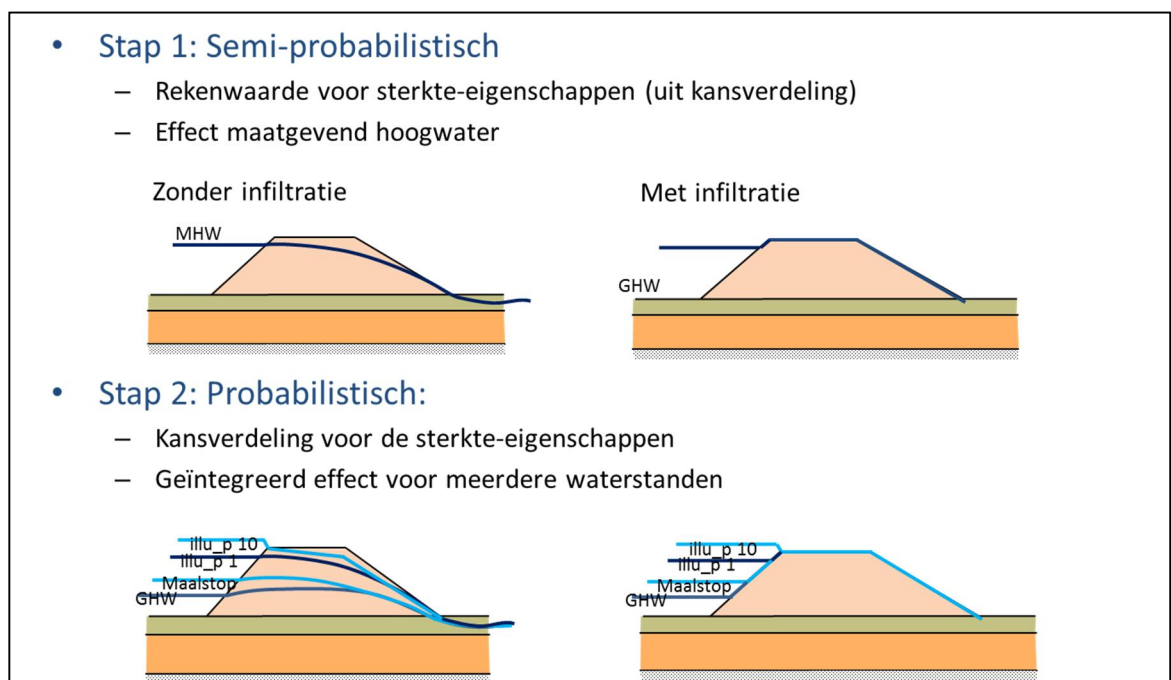 • Stap 1: Semi-probabilistisch
– Rekenwaarde voor sterkte-eigenschappen (uit kansverdeling)
– Effect maatgevend hoogwater
Zonder infiltratie
Met infiltratie
MHW
GHW
• Stap 2: Probabilistisch:
– Kansverdeling voor de sterkte-eigenschappen
– Geïntegreerd effect voor meerdere waterstanden
illu_p 10
illu_p 1
Maalstop
GHW
illu_p 10
illu_p 1
Maalstop
GHW